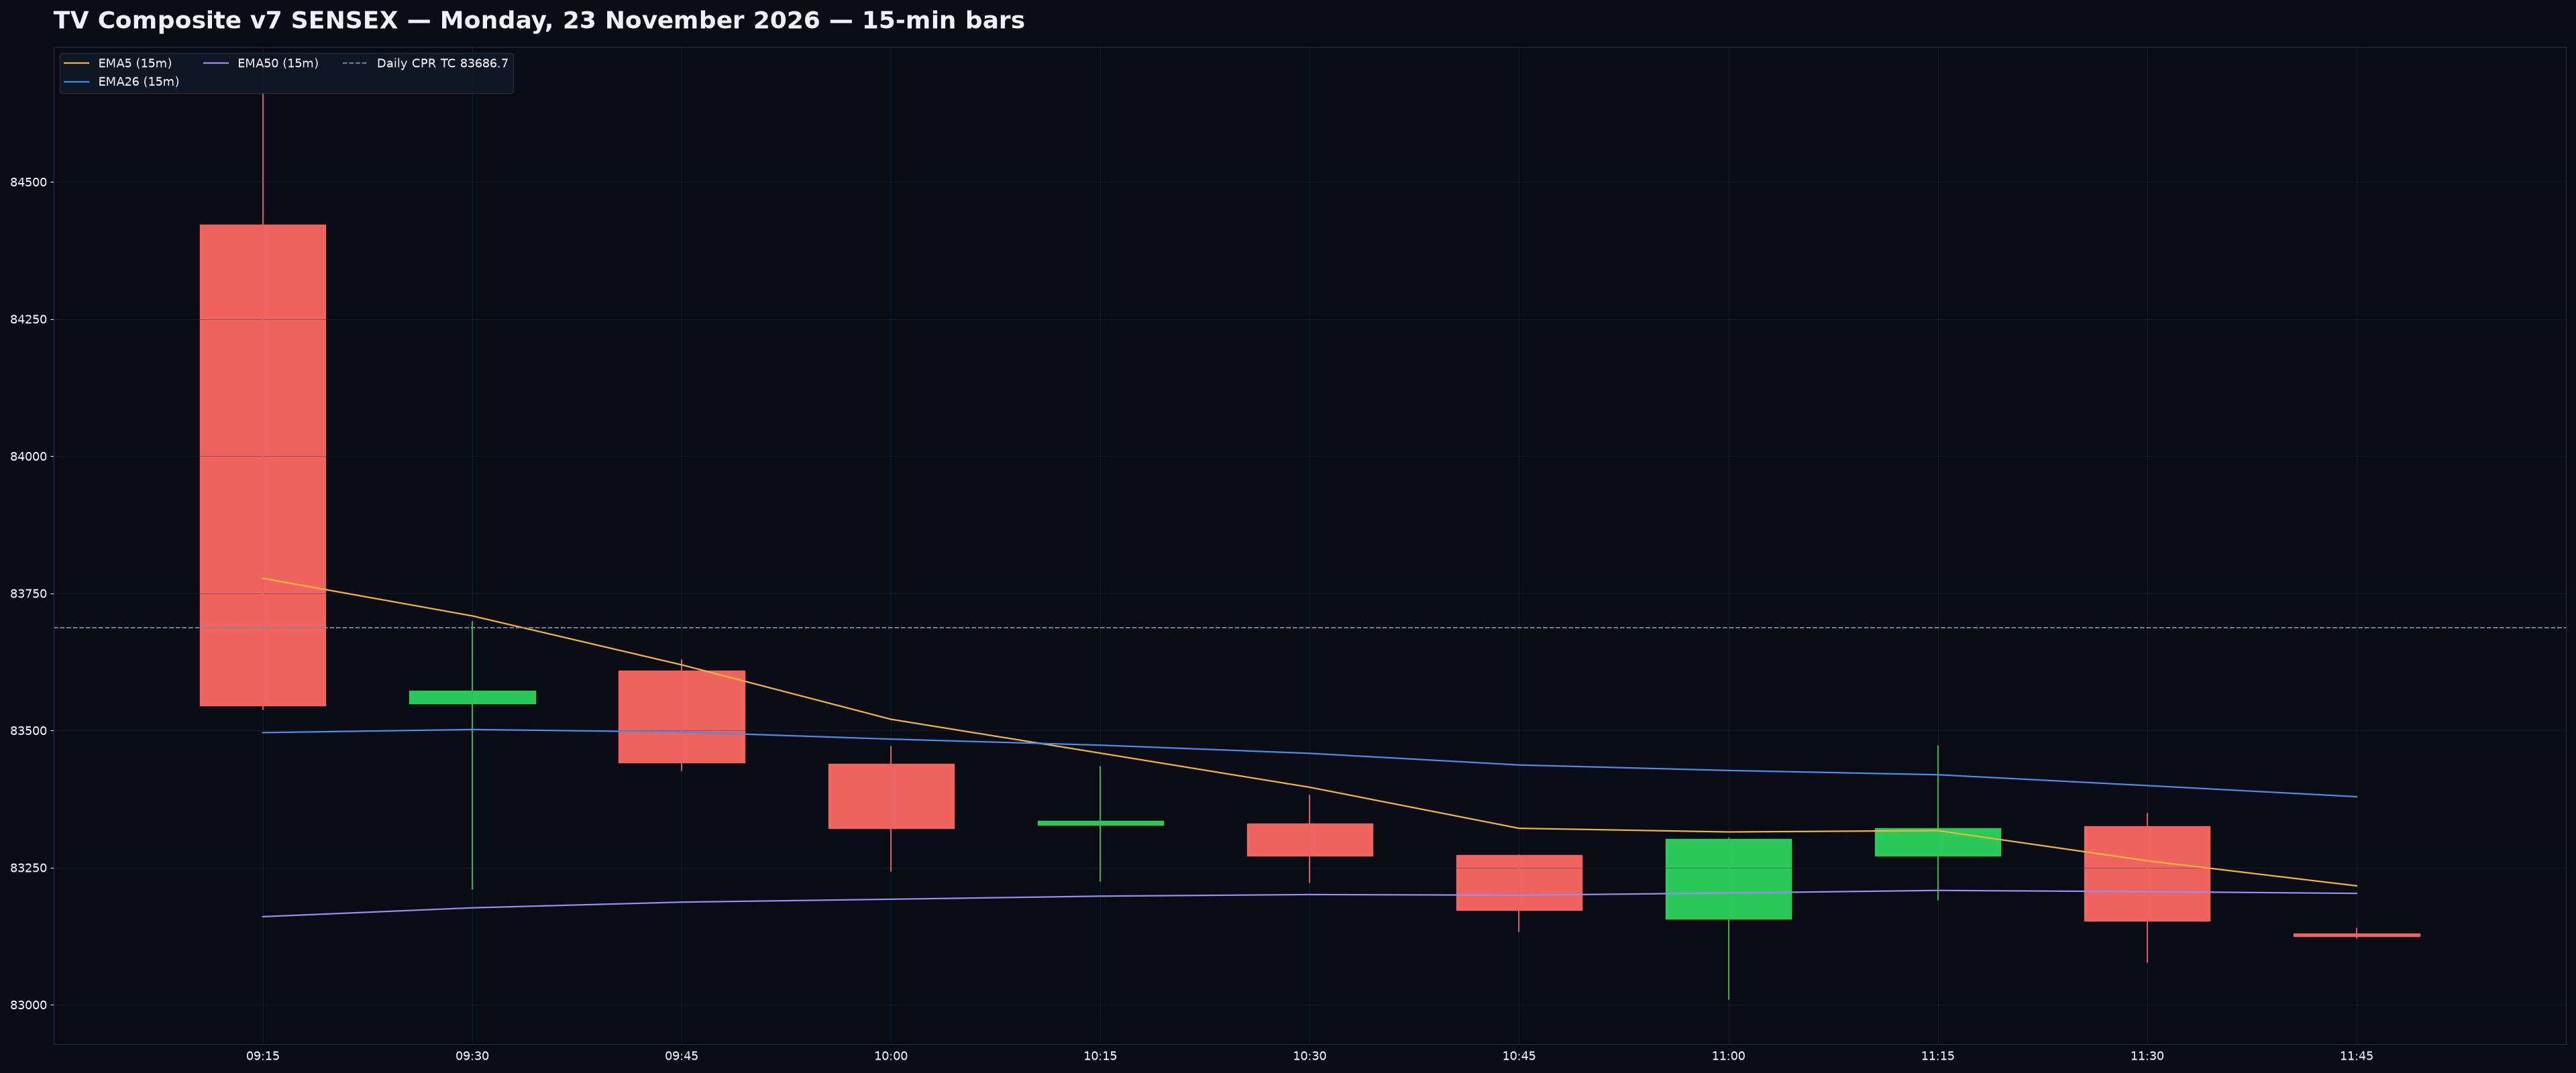 TV Composite v7 SENSEX — Monday, 23 November 2026 — 15-min bars
EMA5 (15m) EMA50 (15m) Daily CPR TC 83686.7
EMA26 (15m)
84500
84250
84000
83750
83500
83250
83000
09:15 09:30 09:45 10:00 10:15 10:30 10:45 11:00 11:15 11:30 11:45